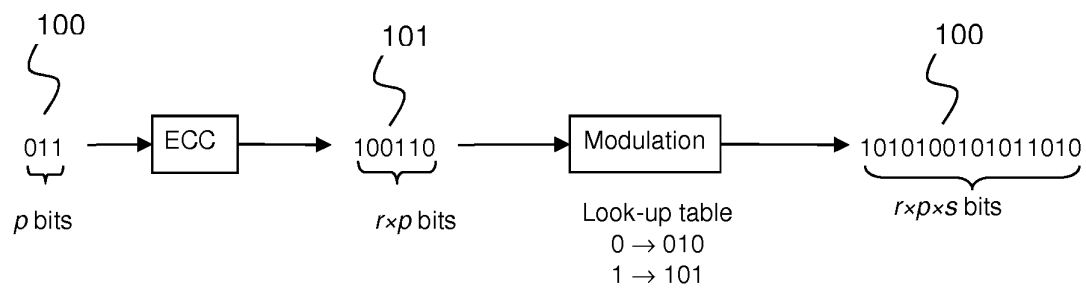 100
101
100
011
ECC
100110
Modulation
1010100101011010
p bits
r×p bits
r×p×s bits
Look-up table
0 → 010
1 → 101